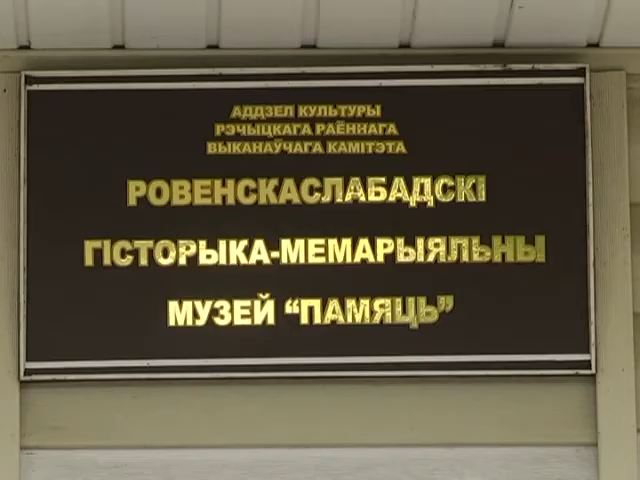 АДДЗЕЛ КУЛЬТУРЫ
РЭЧЫЦКАГА РАЁННАГА
ВЫКАНАЎЧАГА КАМІТЭТА
РОВЕНСКАСЛАБАДСКІ
ГІСТОРЫКА-МЕМАРЫЯЛЬНЫ
МУЗЕЙ “ПАМЯЦЬ”